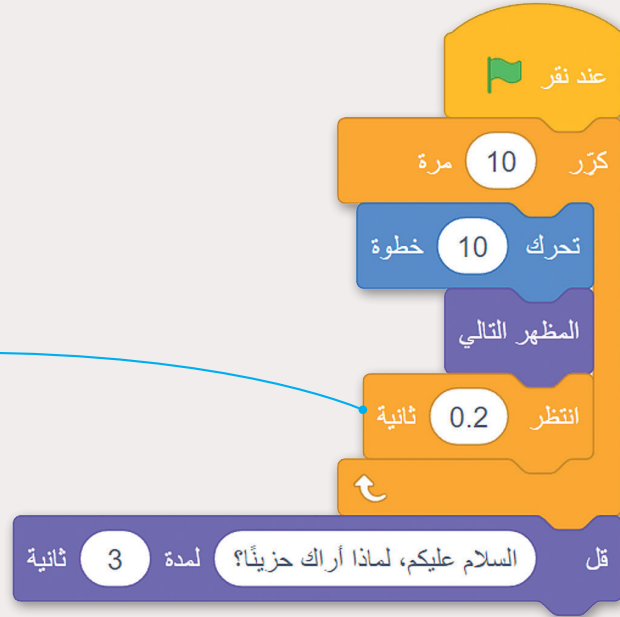 عند نقر
كرّر 10 مرة
تحرك 10 خطوة
المظهر التالي
انتظر 0.2 ثانية
قل السلام عليكم، لماذا أراك حزينًا؟ لمدة 3 ثانية